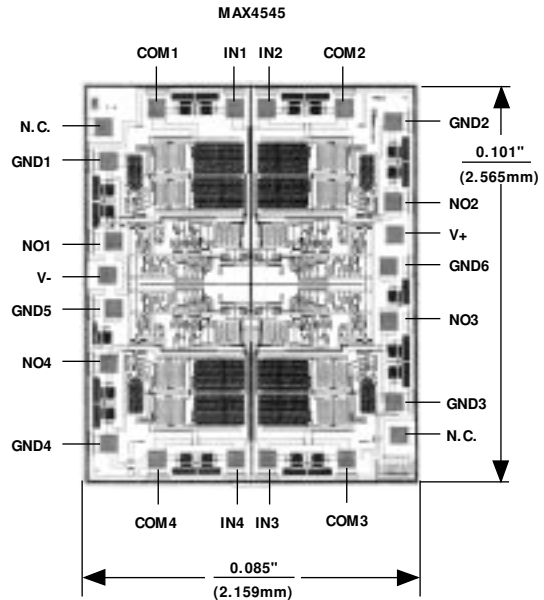 MAX4545
COM1 IN1 IN2 COM2
N.C.
GND2
GND1
0.101"
(2.565mm)
NO2
NO1
V+
V-
GND6
GND5
NO3
NO4
GND3
GND4
N.C.
COM4 IN4 IN3 COM3
0.085"
(2.159mm)